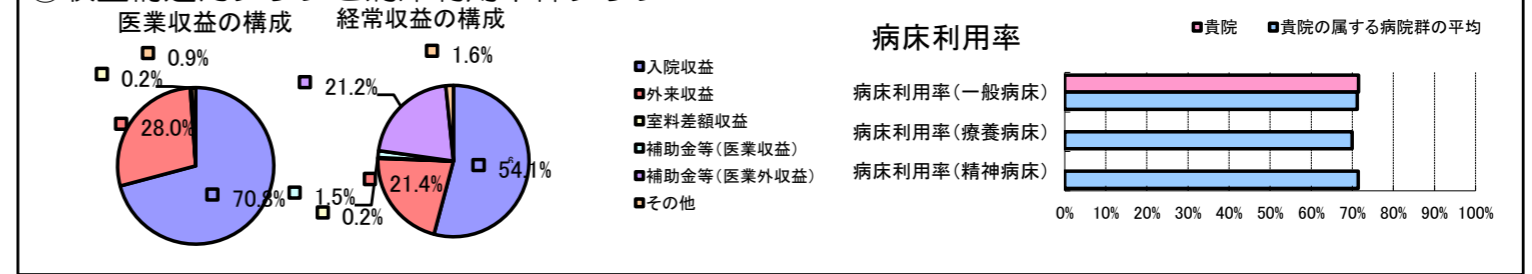 医業収益の構成
0.9%
0.2%
28.0%
70.8%
経常収益の構成
1.6%
21.2%
54.1%
21.4%
1.5%
0.2%
入院収益
外来収益
室料差額収益
補助金等(医業収益)
補助金等(医業外収益)
その他
病床利用率
貴院 貴院の属する病院群の平均
病床利用率(一般病床)
病床利用率(療養病床)
病床利用率(精神病床)
0% 10% 20% 30% 40% 50% 60% 70% 80% 90% 100%